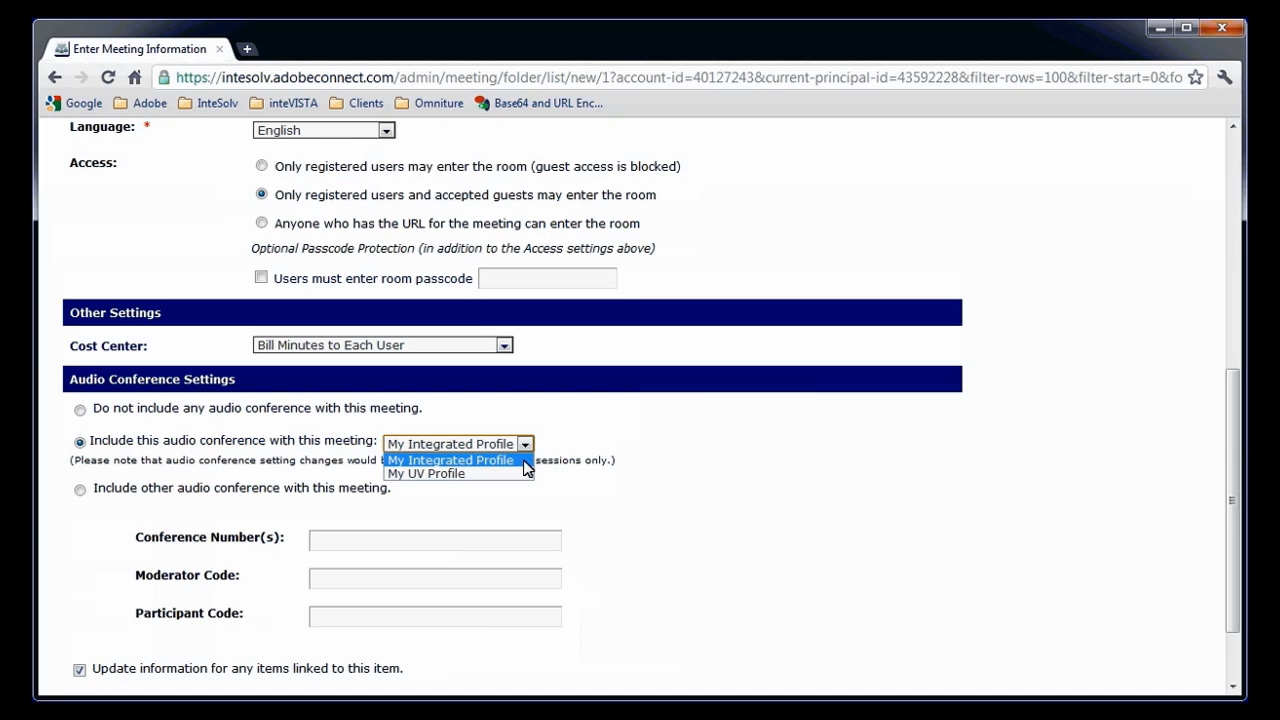 Enter Meeting Information
https://intesolv.adobeconnect.com/admin/meeting/folder/list/new/1?account-id=40127243&current-principal-id=43592228&filter-rows=100&filter-start=0&fo
Google Adobe InteSolv inteVISTA Clients Omniture Base64 and URL Enc...
Language: * English
Access:
Only registered users may enter the room (guest access is blocked)
Only registered users and accepted guests may enter the room
Anyone who has the URL for the meeting can enter the room
Optional Passcode Protection (in addition to the Access settings above)
Users must enter room passcode
Other Settings
Cost Center: Bill Minutes to Each User
Audio Conference Settings
Do not include any audio conference with this meeting.
Include this audio conference with this meeting: My Integrated Profile
(Please note that audio conference setting changes would My Integrated Profile sessions only.)
My UV Profile
Include other audio conference with this meeting.
Conference Number(s):
Moderator Code:
Participant Code:
Update information for any items linked to this item.